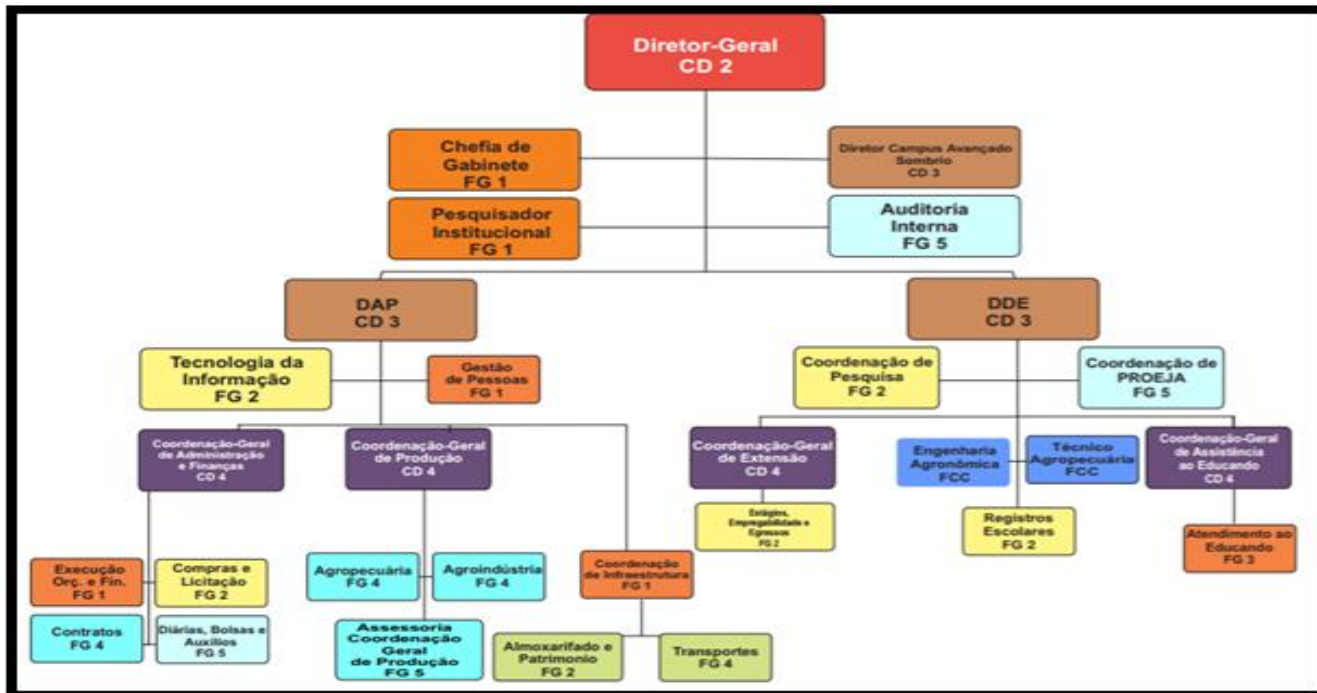 Diretor-Geral
CD 2
Chefia de
Gabinete
FG 1
Diretor Campus Avançado
Sombrio
CD 3
Pesquisador
Institucional
FG 1
Auditoria
Interna
FG 5
DAP
CD 3
DDE
CD 3
Tecnologia da
Informação
FG 2
Gestão
de Pessoas
FG 1
Coordenação de
Pesquisa
FG 2
Coordenação de
PROEJA
FG 5
Coordenação-Geral
de Administração
e Finanças
CD 4
Coordenação-Geral
de Produção
CD 4
Coordenação-Geral
de Extensão
CD 4
Engenharia
Agronômica
FCC
Técnico
Agropecuária
FCC
Coordenação-Geral
de Assistência
ao Educando
CD 4
Estágios,
Empregabilidade e
Egressos
FG 2
Registros
Escolares
FG 2
Atendimento ao
Educando
FG 3
Execução
Orç. e Fin.
FG 1
Compras e
Licitação
FG 2
Agropecuária
FG 4
Agroindústria
FG 4
Coordenação
de Infraestrutura
FG 1
Contratos
FG 4
Diárias, Bolsas e
Auxílios
FG 5
Assessoria
Coordenação
Geral
de Produção
FG 5
Almoxarifado e
Patrimonio
FG 2
Transportes
FG 4